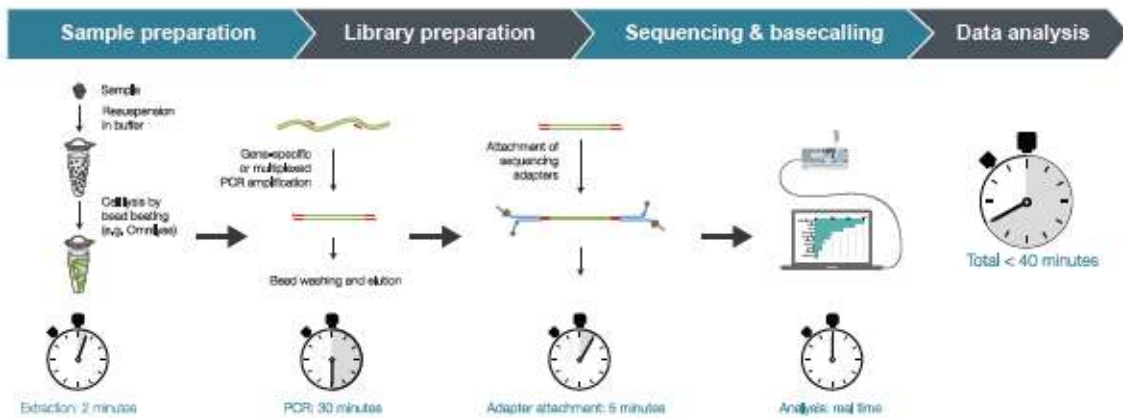 Sample preparation
Library preparation
Sequencing & basecalling
Data analysis
Sample
Resuspension
in buffer
Cell lysis by
bead beating
(e.g. Omnilyse)
Extraction: 2 minutes
Gene-specific
or multiplexed
PCR amplification
Bead washing and elution
PCR: 30 minutes
Attachment of
sequencing
adapters
Adapter attachment: 5 minutes
Analysis: real time
Total < 40 minutes